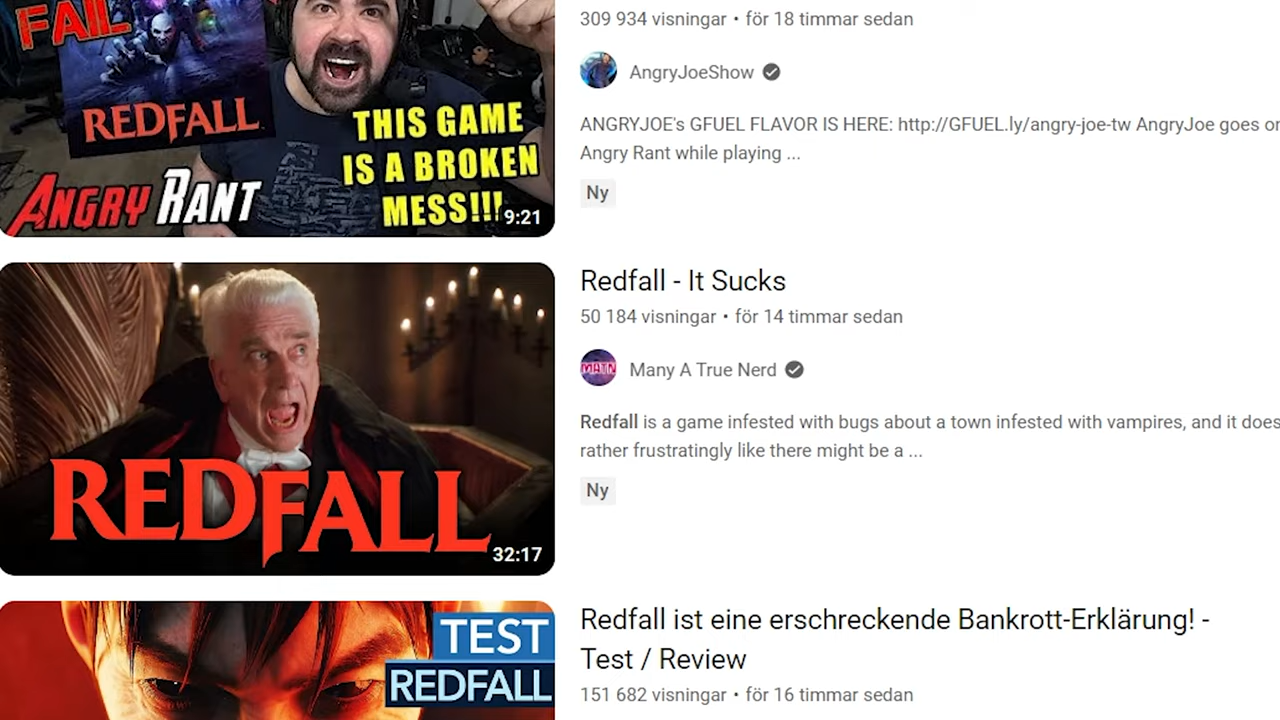 FAIL
REDFALL
THIS GAME
IS A BROKEN
MESS!!!
ANGRY RANT
9:21
309 934 visningar • för 18 timmar sedan
AngryJoeShow
ANGRYJOE's GFUEL FLAVOR IS HERE: http://GFUEL.ly/angry-joe-tw AngryJoe goes or
Angry Rant while playing ...
Ny
REDFALL
32:17
Redfall - It Sucks
50 184 visningar • för 14 timmar sedan
MATN
Many A True Nerd
Redfall is a game infested with bugs about a town infested with vampires, and it does
rather frustratingly like there might be a ...
Ny
TEST
REDFALL
Redfall ist eine erschreckende Bankrott-Erklärung! -
Test / Review
151 682 visningar • för 16 timmar sedan